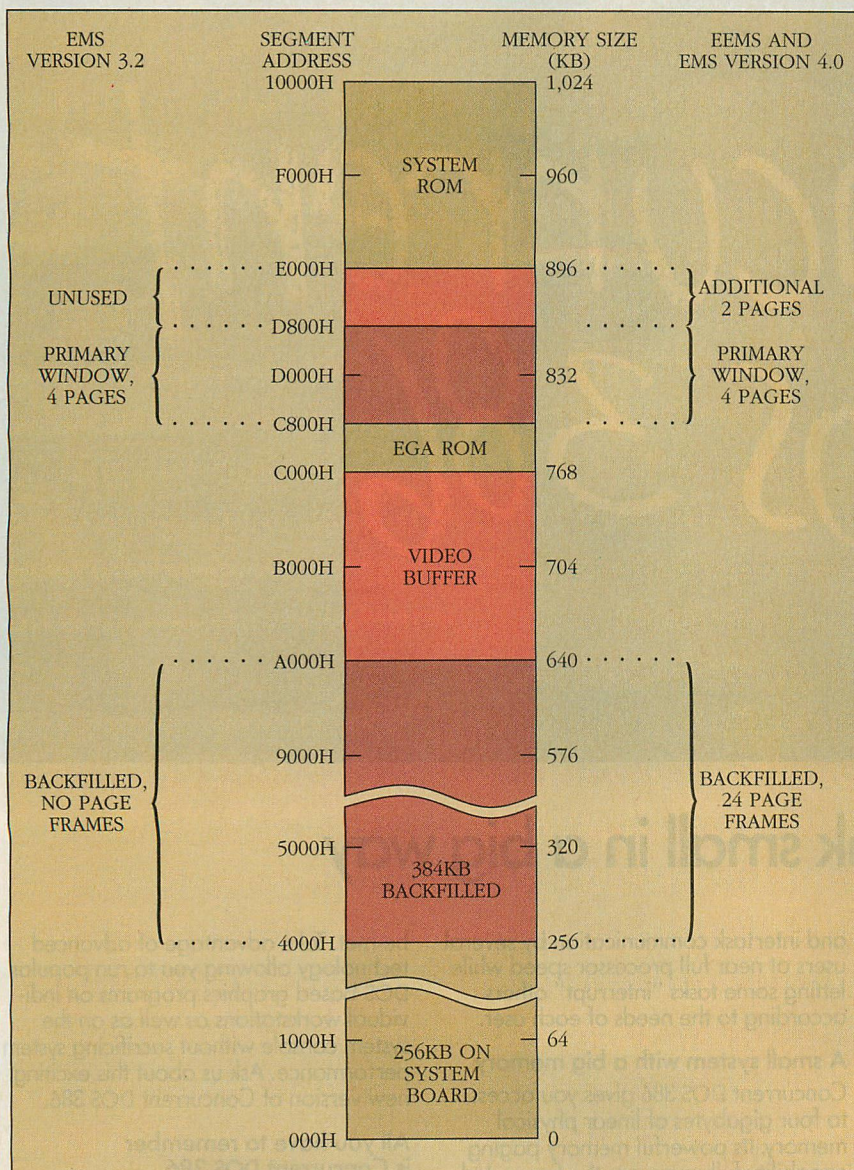 EMS
VERSION 3.2
SEGMENT
ADDRESS
MEMORY SIZE
(KB)
EEMS AND
EMS VERSION 4.0
10000H
1,024
F000H
SYSTEM
ROM
960
E000H
896
UNUSED
ADDITIONAL
2 PAGES
D800H
PRIMARY
WINDOW,
4 PAGES
D000H
832
PRIMARY
WINDOW,
4 PAGES
C800H
EGA ROM
C000H
768
B000H
VIDEO
BUFFER
704
A000H
640
9000H
576
BACKFILLED,
NO PAGE
FRAMES
BACKFILLED,
24 PAGE
FRAMES
5000H
320
384KB
BACKFILLED
4000H
256
1000H
64
256KB ON
SYSTEM
BOARD
000H
0